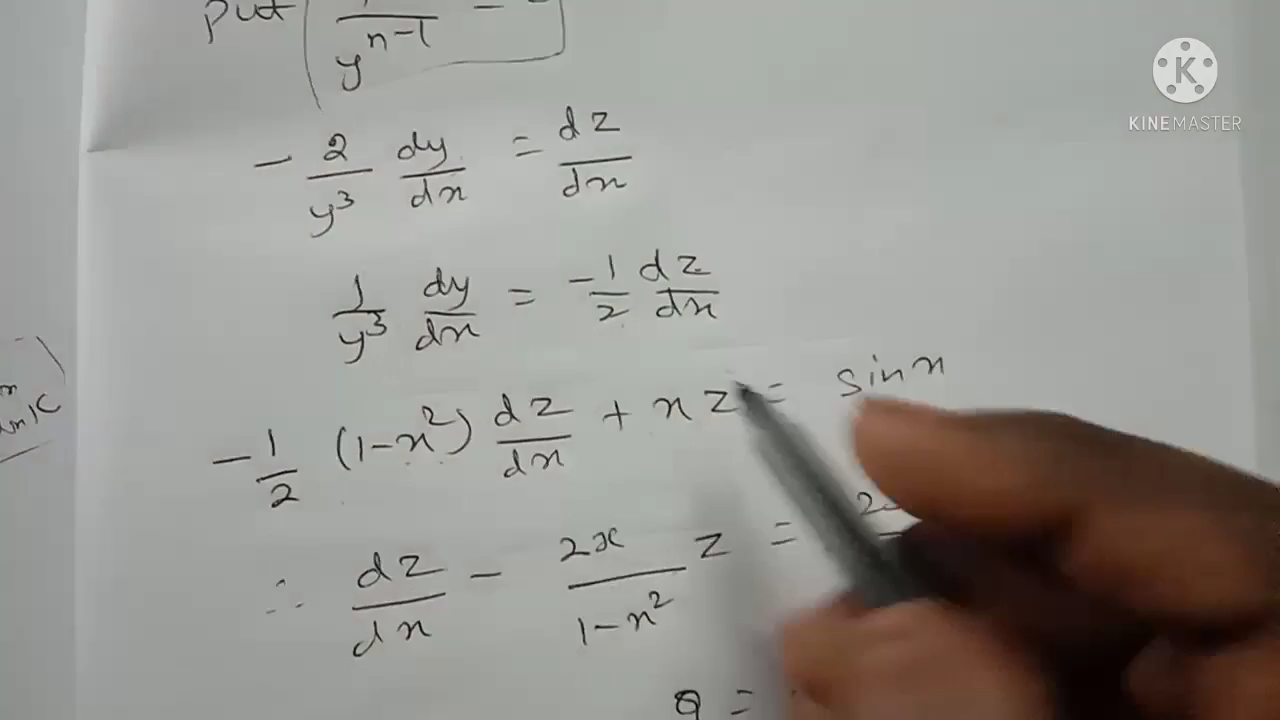 put 1/y^(n-1) =
K
KINEMASTER
- 2/y³ dy/dx = dz/dx
1/y³ dy/dx = -1/2 dz/dx
-1/2 (1-x²) dz/dx + xz = sin x
∴ dz/dx - 2x/(1-x²) z =
Q =